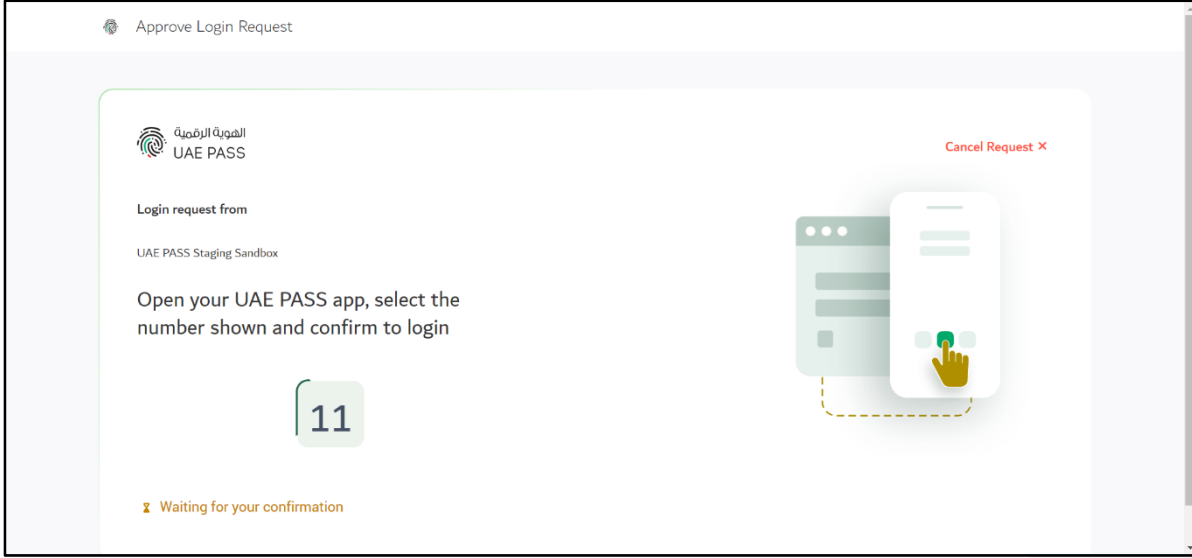 Approve Login Request
الهوية الرقمية
UAE PASS
Cancel Request ×
Login request from
UAE PASS Staging Sandbox
Open your UAE PASS app, select the
number shown and confirm to login
11
Waiting for your confirmation